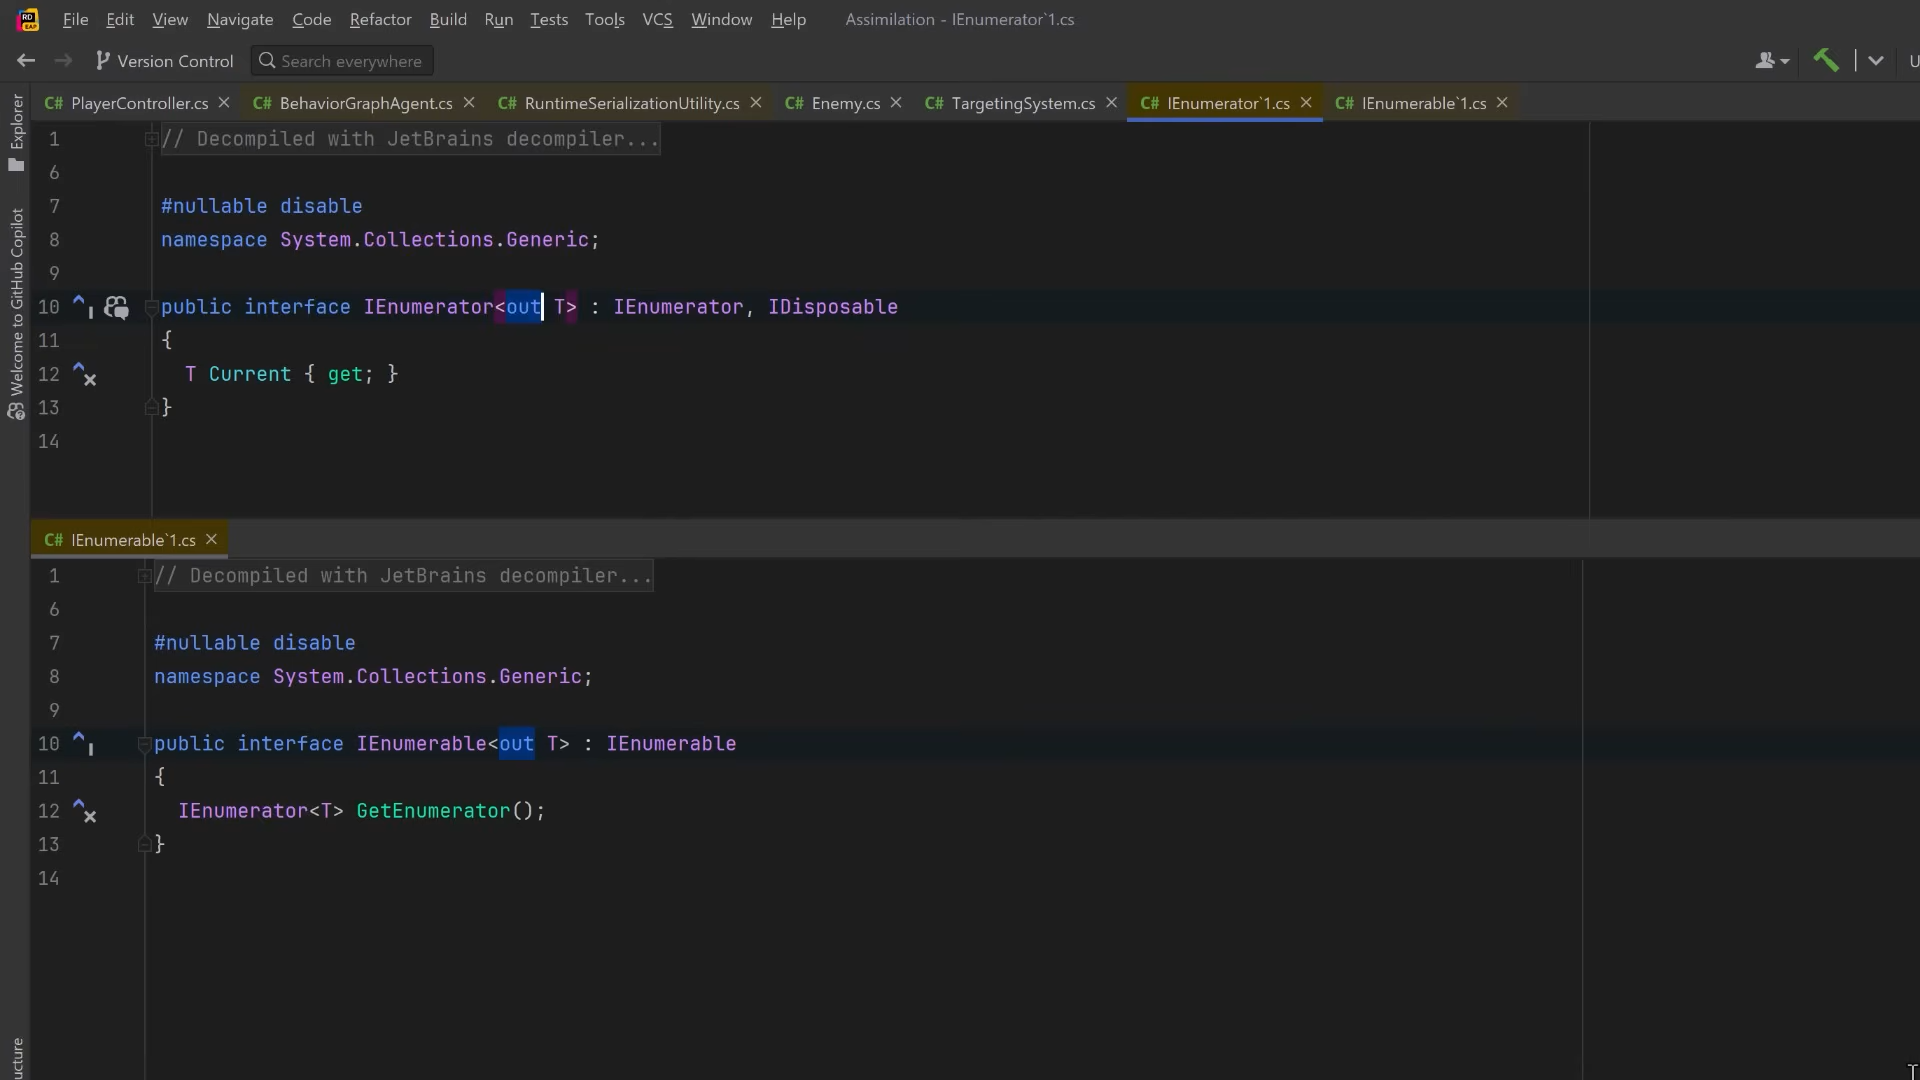 File Edit View Navigate Code Refactor Build Run Tests Tools VCS Window Help Assimilation - IEnumerator`1.cs
Version Control Search everywhere
C# PlayerController.cs C# BehaviorGraphAgent.cs C# RuntimeSerializationUtility.cs C# Enemy.cs C# TargetingSystem.cs C# IEnumerator`1.cs C# IEnumerable`1.cs
Explorer
Welcome to GitHub Copilot
1 // Decompiled with JetBrains decompiler...
6
7 #nullable disable
8 namespace System.Collections.Generic;
9
10 public interface IEnumerator<out T> : IEnumerator, IDisposable
11 {
12 T Current { get; }
13 }
14
C# IEnumerable`1.cs
1 // Decompiled with JetBrains decompiler...
6
7 #nullable disable
8 namespace System.Collections.Generic;
9
10 public interface IEnumerable<out T> : IEnumerable
11 {
12 IEnumerator<T> GetEnumerator();
13 }
14
ucture